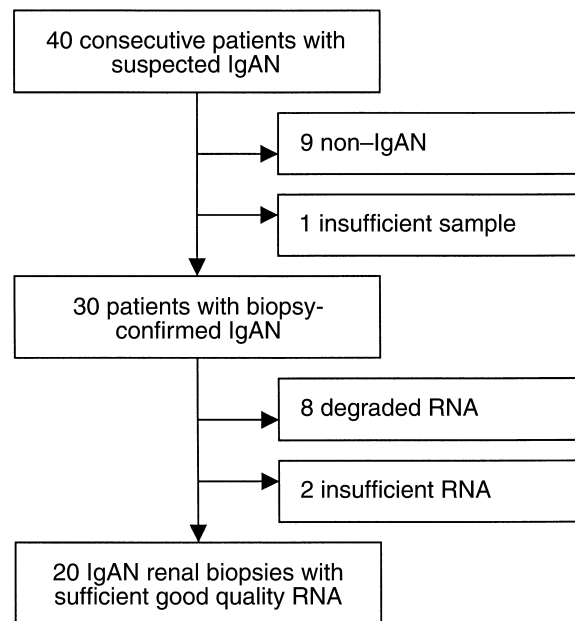 40 consecutive patients with
suspected IgAN
9 non–IgAN
1 insufficient sample
30 patients with biopsy-
confirmed IgAN
8 degraded RNA
2 insufficient RNA
20 IgAN renal biopsies with
sufficient good quality RNA